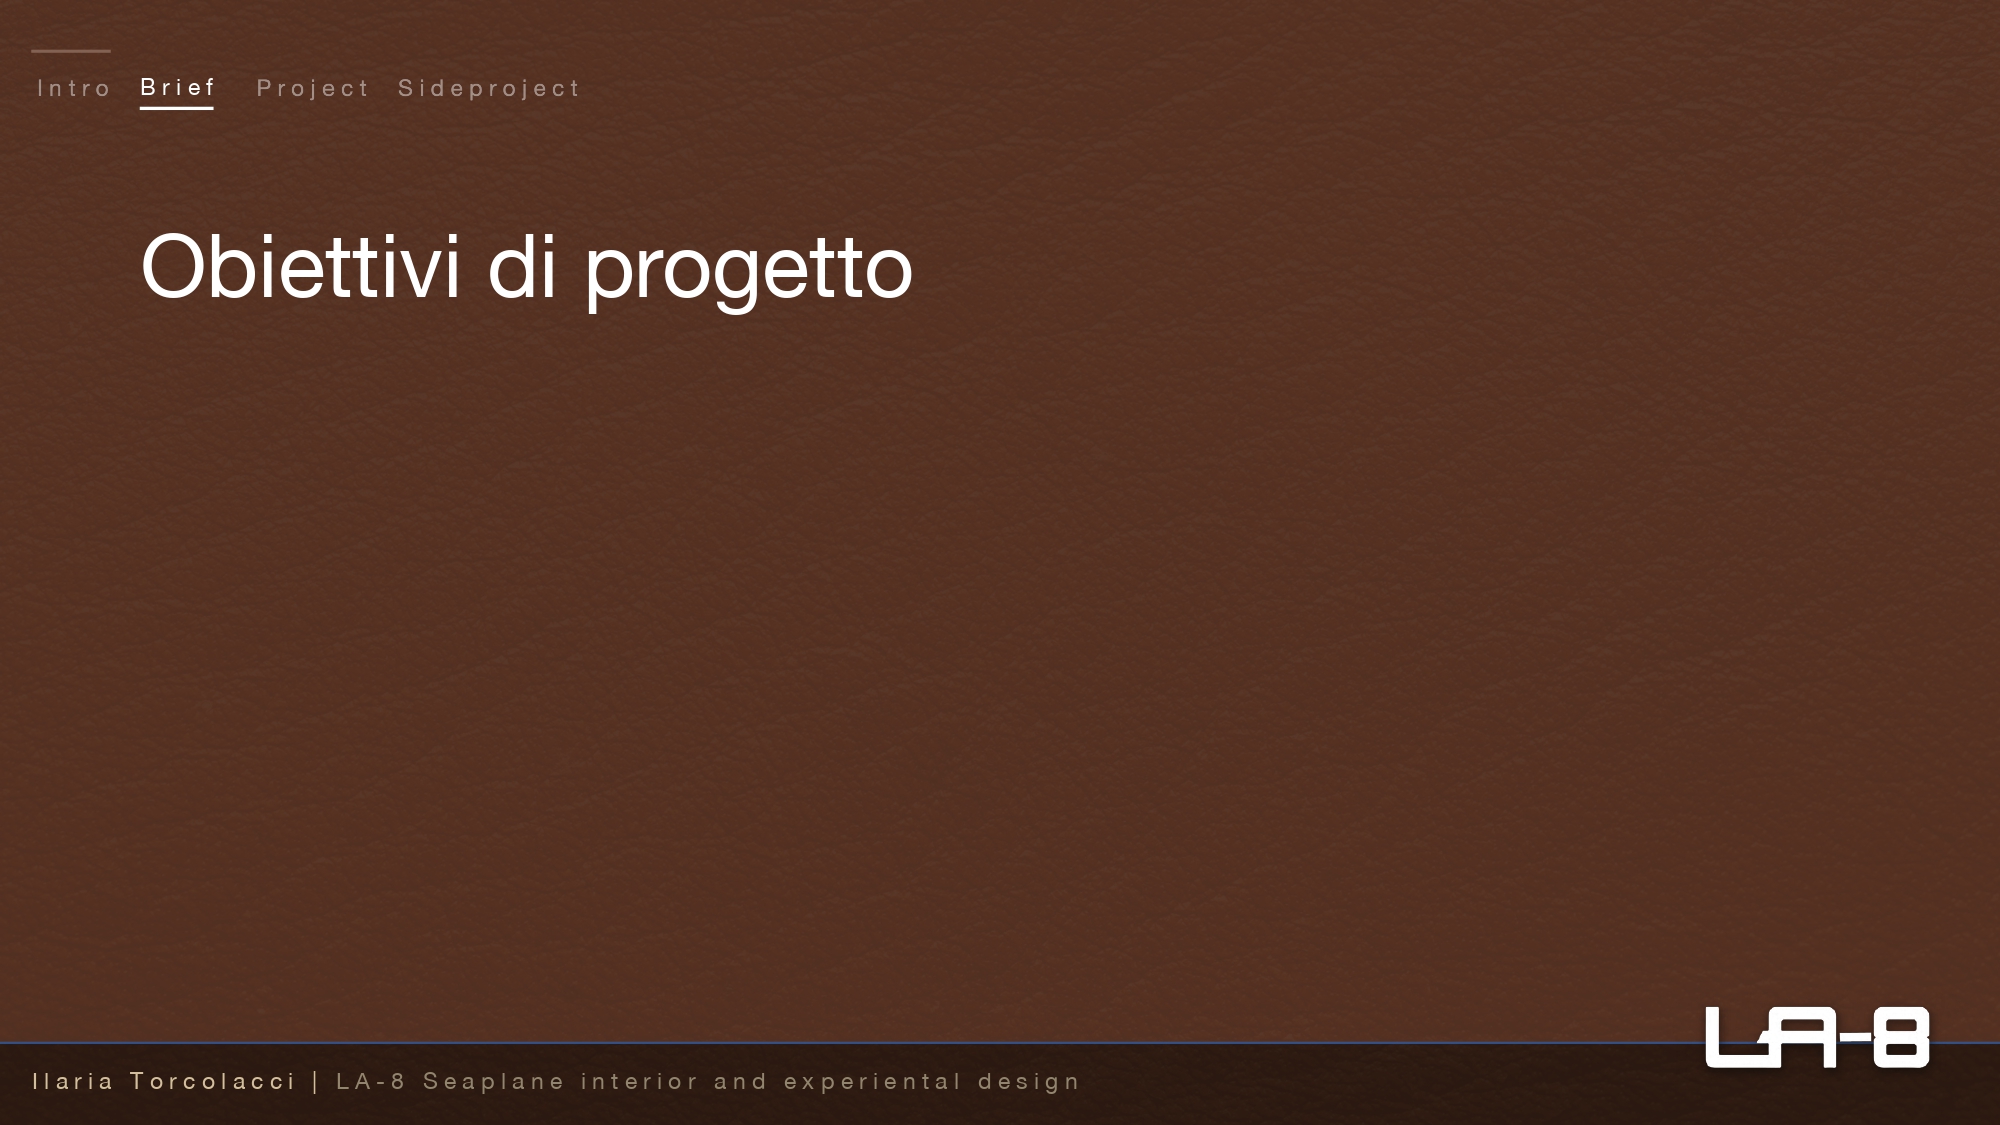 Intro Brief Project Sideproject
Obiettivi di progetto
LA-8
Ilaria Torcolacci | LA-8 Seaplane interior and experiental design